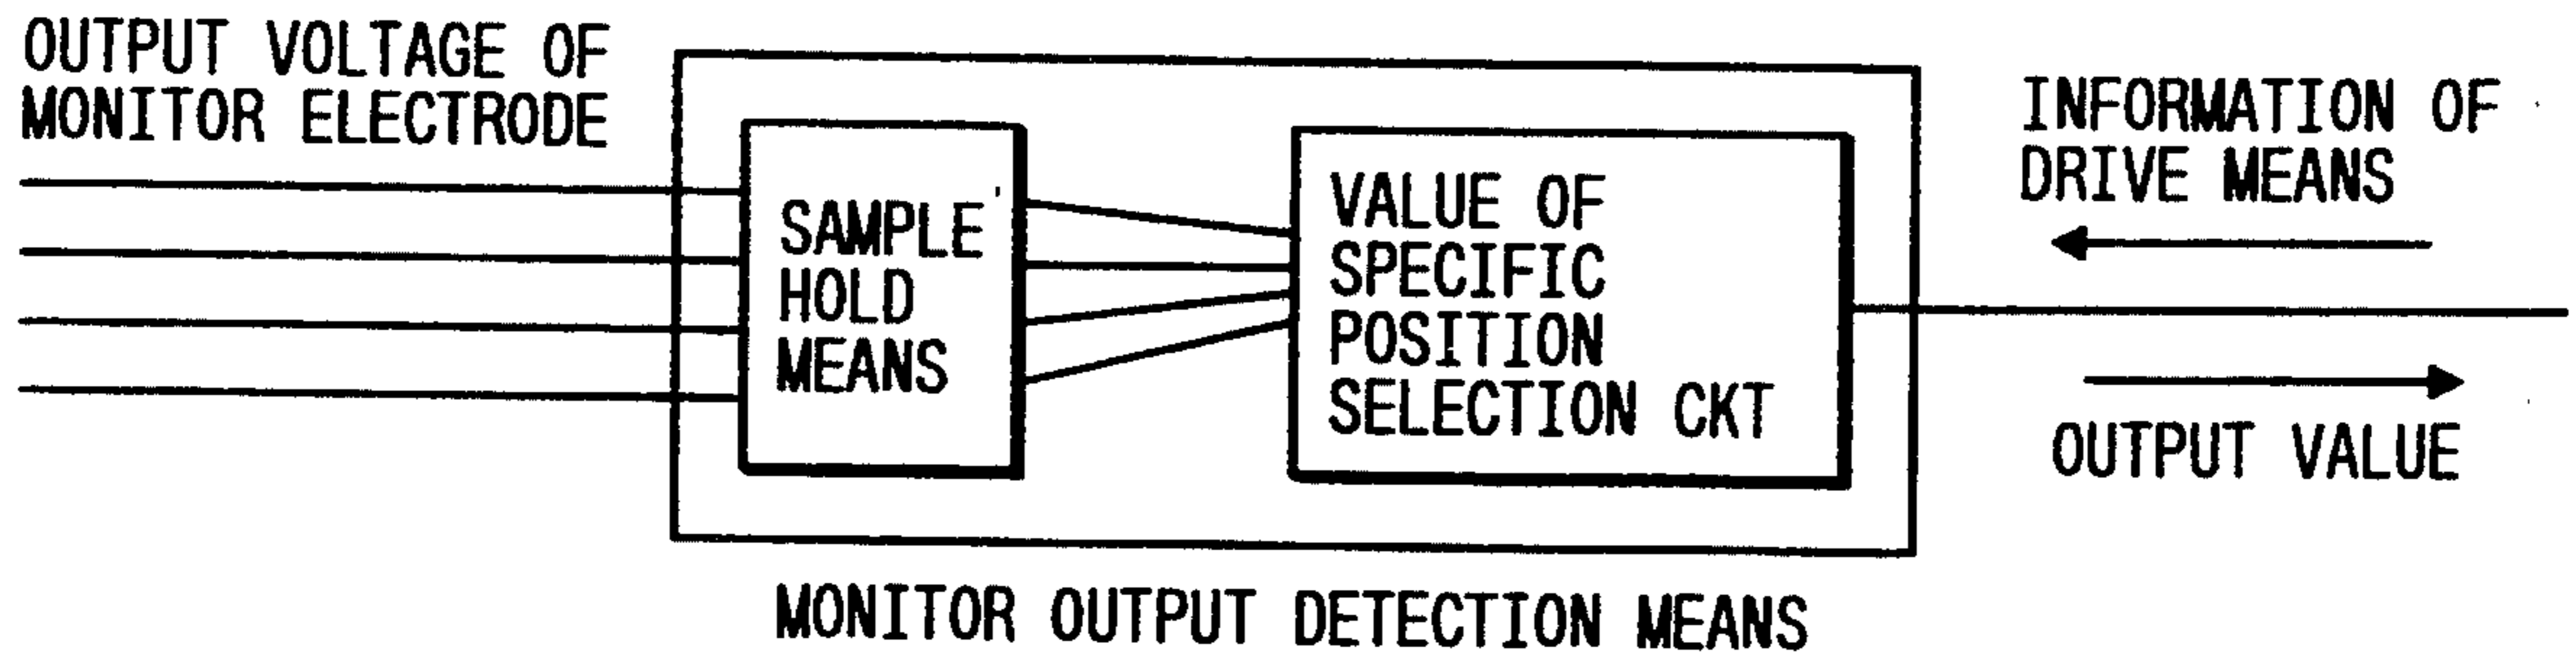 OUTPUT VOLTAGE OF
MONITOR ELECTRODE
SAMPLE
HOLD
MEANS
VALUE OF
SPECIFIC
POSITION
SELECTION CKT
INFORMATION OF
DRIVE MEANS
OUTPUT VALUE
MONITOR OUTPUT DETECTION MEANS